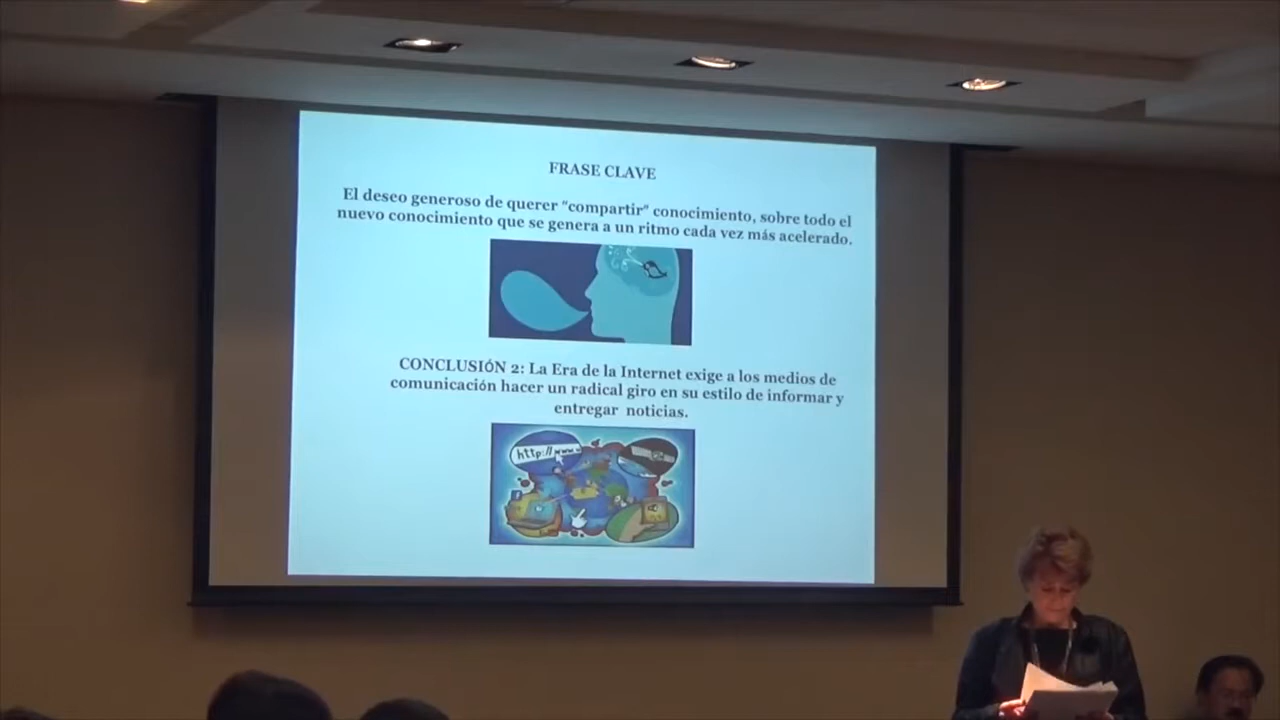 FRASE CLAVE
El deseo generoso de querer “compartir” conocimiento, sobre todo el
nuevo conocimiento que se genera a un ritmo cada vez más acelerado.
CONCLUSIÓN 2: La Era de la Internet exige a los medios de
comunicación hacer un radical giro en su estilo de informar y
entregar noticias.
http://www.